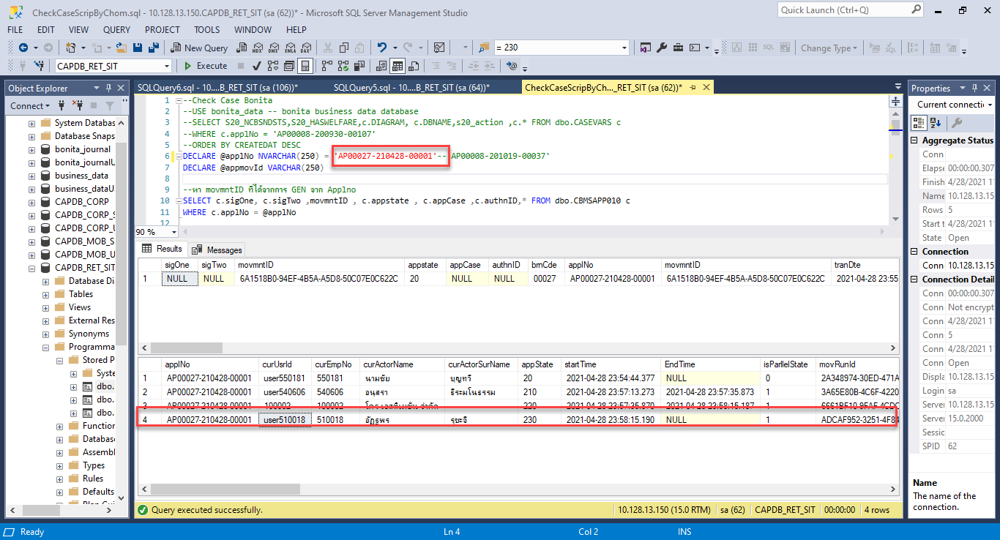 CheckCaseScripByChom.sql - 10.128.13.150.CAPDB_RET_SIT (sa (62))* - Microsoft SQL Server Management Studio
Quick Launch (Ctrl+Q)
FILE EDIT VIEW QUERY PROJECT TOOLS WINDOW HELP
New Query MDX DMX XMLA DAX = 230 SQL Change Type
CAPDB_RET_SIT Execute
Object Explorer
Connect
System Databas
Database Snaps
bonita_journal
bonita_journalU
business_data
business_dataU
CAPDB_CORP
CAPDB_CORP_S
CAPDB_CORP_U
CAPDB_MOB_S
CAPDB_MOB_U
CAPDB_RET_SIT
Database Di
Tables
Views
External Res
Synonyms
Programma
Stored P
Syste
dbo.
dbo.
dbo.
Function
Databas
Assembl
Types
Rules
Defaults
SQLQuery6.sql - 10....B_RET_SIT (sa (106))* SQLQuery5.sql - 10....B_RET_SIT (sa (64))* CheckCaseScripByCh..._RET_SIT (sa (62))*
1 --Check Case Bonita
2 --USE bonita_data -- bonita business data database
3 --SELECT S20_NCBSNDSTS,S20_HASWELFARE,c.DIAGRAM, c.DBNAME,s20_action ,c.* FROM dbo.CASEVARS c
4 --WHERE c.applNo = 'AP00008-200930-00107'
5 --ORDER BY CREATEDAT DESC
6 DECLARE @applNo NVARCHAR(250) = 'AP00027-210428-00001'-- AP00008-201019-00037'
7 DECLARE @appmovId VARCHAR(250)
8
9 --หา movmntID ที่ได้จากการ GEN จาก Applno
10 SELECT c.sigOne, c.sigTwo ,movmntID , c.appstate , c.appCase ,c.authnID,* FROM dbo.CBMSAPP010 c
11 WHERE c.applNo = @applNo
12
90 %
Results Messages
sigOne sigTwo movmntID appstate appCase authnID bmCde applNo movmntID tranDte
1 NULL NULL 6A1518B0-94EF-4B5A-A5D8-50C07E0C622C 20 NULL NULL 00027 AP00027-210428-00001 6A1518B0-94EF-4B5A-A5D8-50C07E0C622C 2021-04-28 23:55
applNo curUsrId curEmpNo curActorName curActorSurName appState startTime EndTime isParllelState movRunId
1 AP00027-210428-00001 user550181 550181 นามชัย บุญทวี 20 2021-04-28 23:54:44.377 NULL 0 2A348974-30ED-471A
2 AP00027-210428-00001 user540606 540606 อนุสรา ธีระมโนธรรม 210 2021-04-28 23:57:13.273 2021-04-28 23:57:35.873 1 3A65E80B-4C6F-4220
3 AP00027-210428-00001 100002 100002 220 2021-04-28 23:57:35.870 2021-04-28 23:58:15.187 1
4 AP00027-210428-00001 user510018 510018 อัฏฐพร รุยะจิ 230 2021-04-28 23:58:15.190 NULL 1 ADCAF952-3251-4F84
Query executed successfully. 10.128.13.150 (15.0 RTM) sa (62) CAPDB_RET_SIT 00:00:00 4 rows
Properties
Current connectic
Aggregate Status
Conn
Elapse 00:00:00.307
Finish 4/28/2021 11
Name 10.128.13.15
Rows 5
Start t 4/28/2021 11
State Open
Connection
Conn 10.128.13.15
Connection Detail
Conn 00:00:00.307
Conn Not encrypt
Conn 4/28/2021 11
Conn 5
Conn 4/28/2021 11
Conn Open
Displa 10.128.13.15
Login sa
Server 10.128.13.15
Server 15.0.2000
Sessic
SPID 62
Name
The name of the
connection.
Ready Ln 4 Col 2 INS